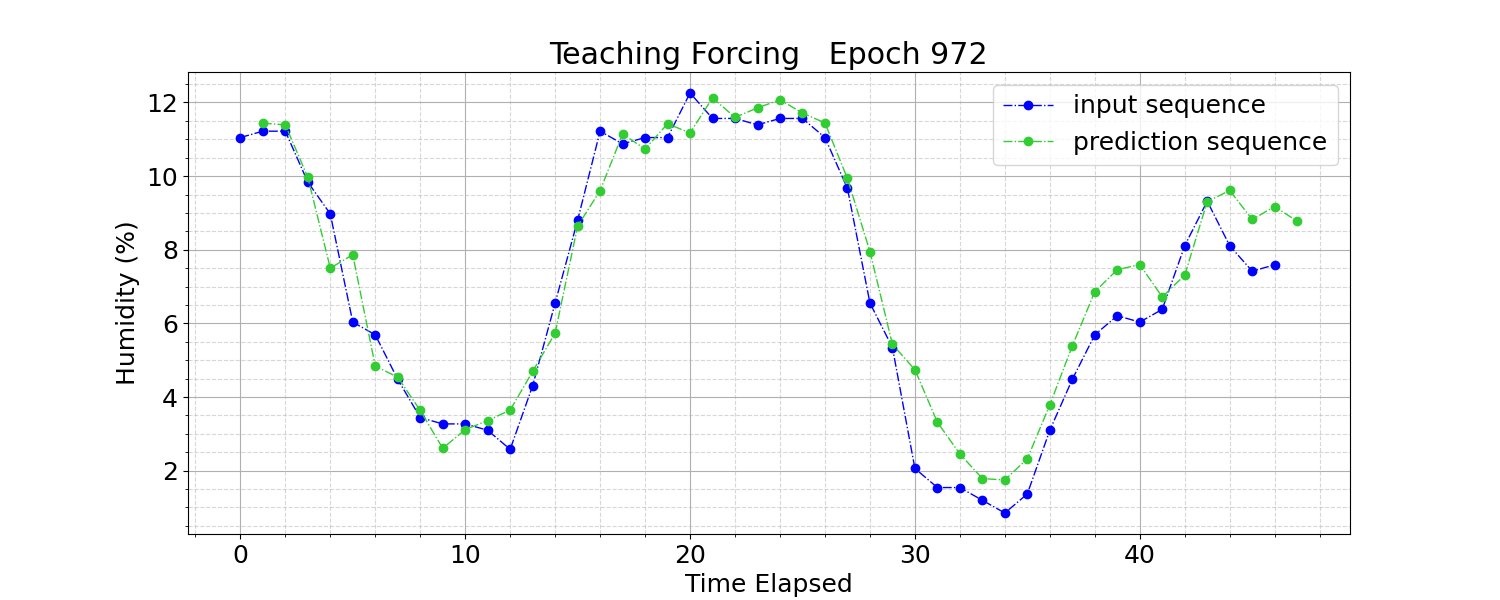 Teaching Forcing   Epoch 972
input sequence
prediction sequence
Humidity (%)
12
10
8
6
4
2
0 10 20 30 40
Time Elapsed